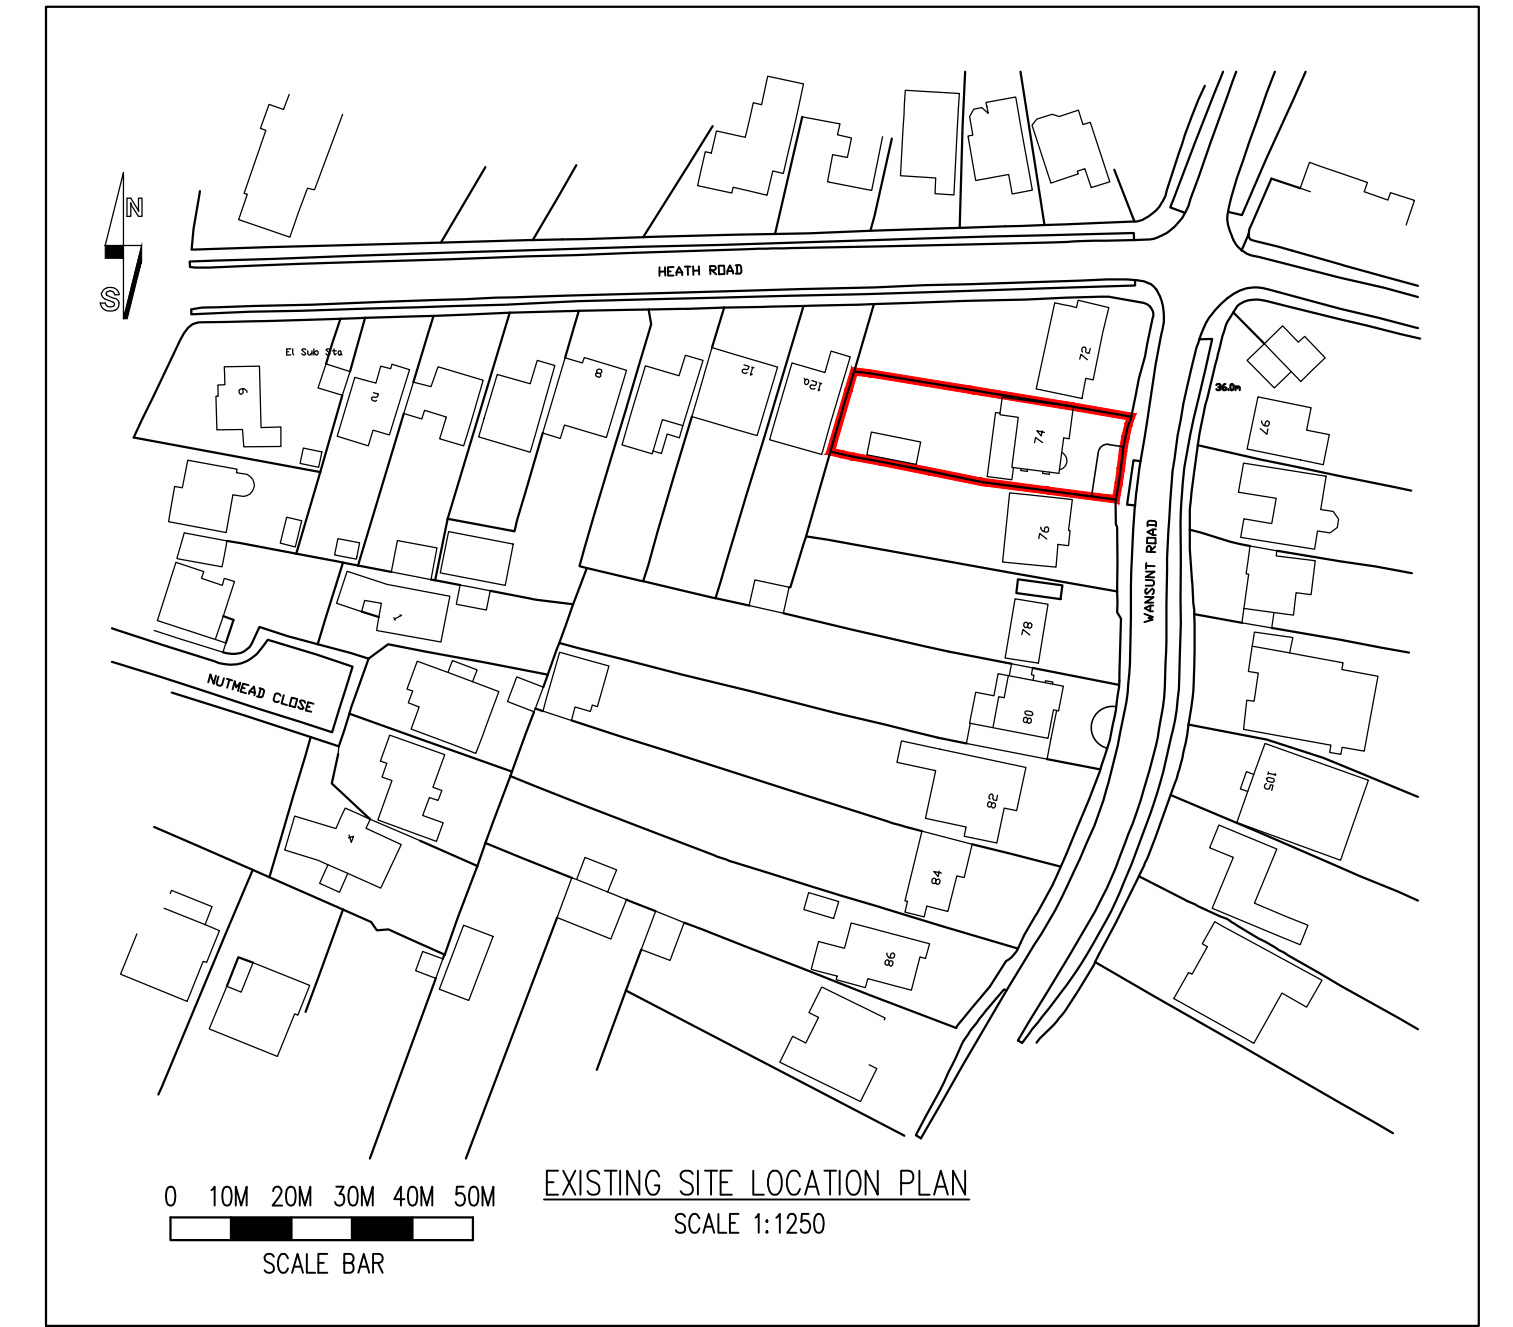 N
S
HEATH ROAD
El Sub Sta
6
2
8
12
12a
72
36.0m
74
97
76
WANSUNT ROAD
1
78
NUTMEAD CLOSE
80
105
82
4
84
86
EXISTING SITE LOCATION PLAN
0 10M 20M 30M 40M 50M
SCALE 1:1250
SCALE BAR